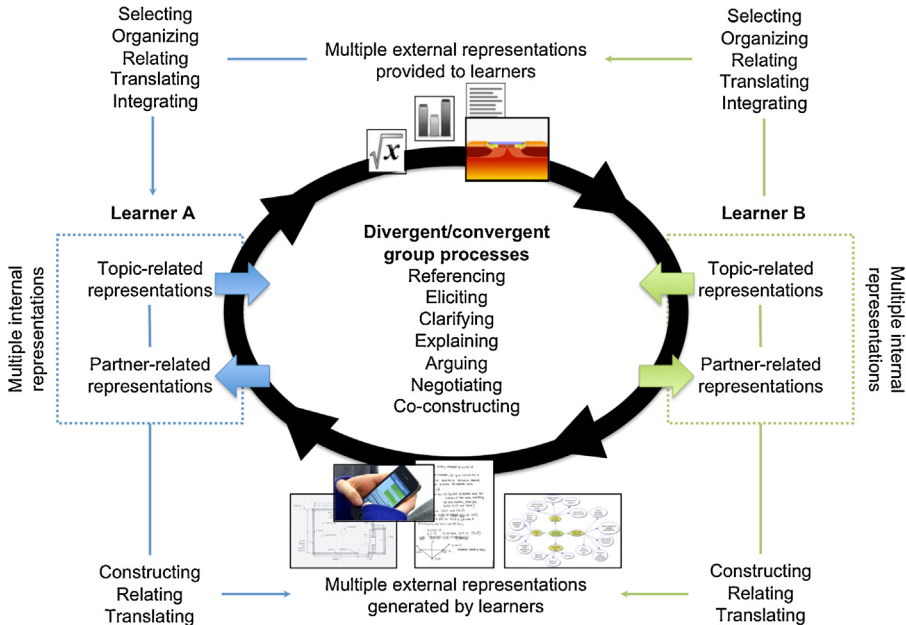 Selecting
Organizing
Relating
Translating
Integrating
Multiple external representations
provided to learners
Selecting
Organizing
Relating
Translating
Integrating
√x
Learner A
Learner B
Multiple internal
representations
Topic-related
representations
Partner-related
representations
Divergent/convergent
group processes
Referencing
Eliciting
Clarifying
Explaining
Arguing
Negotiating
Co-constructing
Topic-related
representations
Partner-related
representations
Multiple internal
representations
Constructing
Relating
Translating
Multiple external representations
generated by learners
Constructing
Relating
Translating